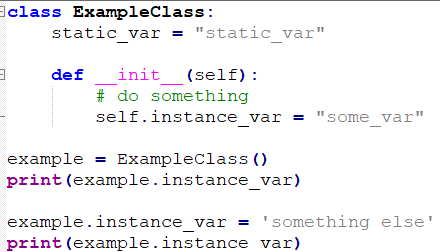 class ExampleClass:
    static_var = "static_var"
    def __init__(self):
        # do something
        self.instance_var = "some_var"
example = ExampleClass()
print(example.instance_var)
example.instance_var = 'something else'
print(example.instance_var)